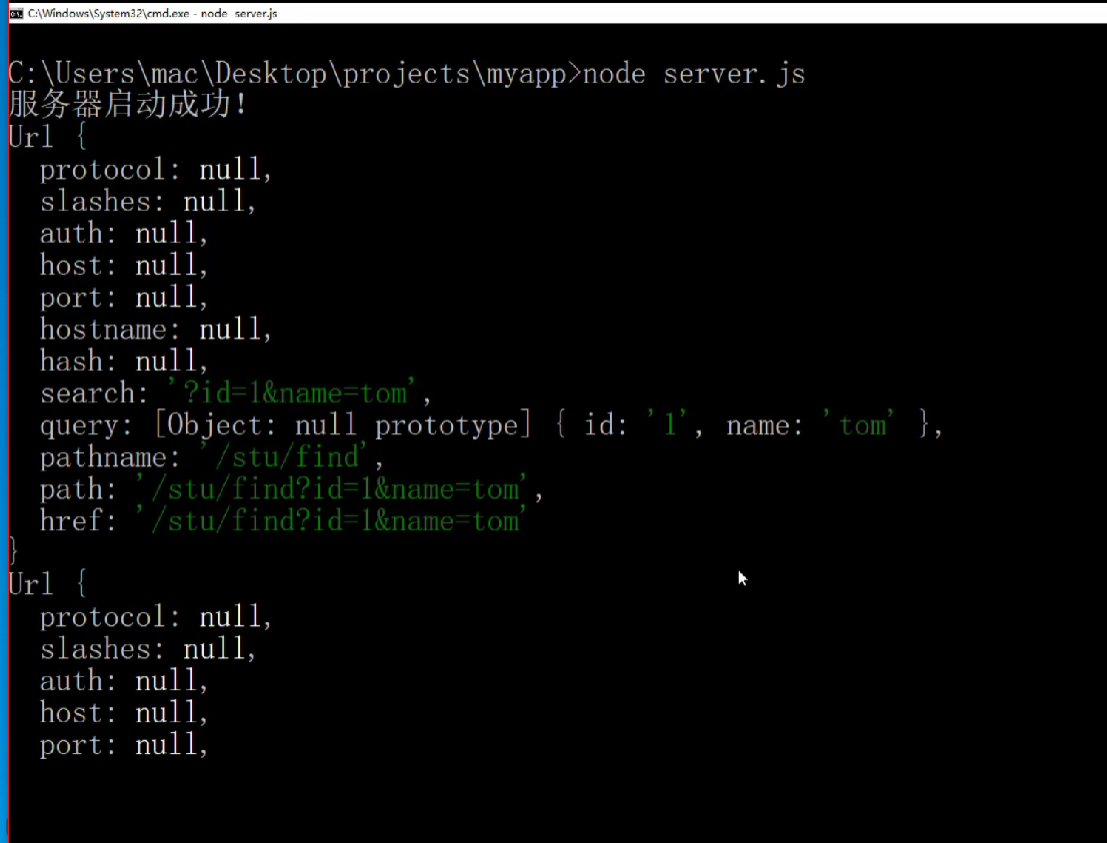 C:\Windows\System32\cmd.exe - node server.js
C:\Users\mac\Desktop\projects\myapp>node server.js
服务器启动成功!
Url {
  protocol: null,
  slashes: null,
  auth: null,
  host: null,
  port: null,
  hostname: null,
  hash: null,
  search: '?id=1&name=tom',
  query: [Object: null prototype] { id: '1', name: 'tom' },
  pathname: '/stu/find',
  path: '/stu/find?id=1&name=tom',
  href: '/stu/find?id=1&name=tom'
}
Url {
  protocol: null,
  slashes: null,
  auth: null,
  host: null,
  port: null,